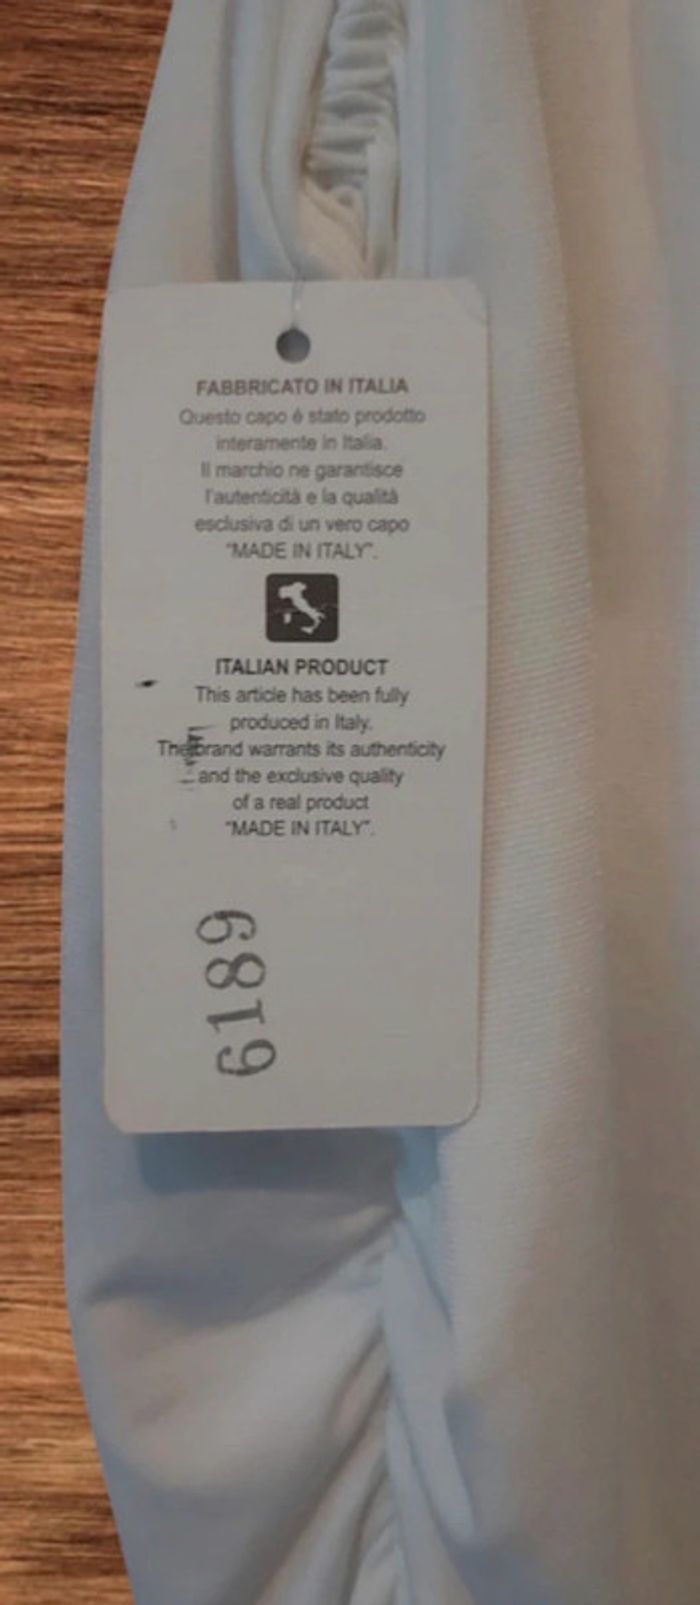 FABBRICATO IN ITALIA
Questo capo è stato prodotto
interamente in Italia.
Il marchio ne garantisce
l'autenticità e la qualità
esclusiva di un vero capo
"MADE IN ITALY".
ITALIAN PRODUCT
This article has been fully
produced in Italy.
The brand warrants its authenticity
and the exclusive quality
of a real product
"MADE IN ITALY".
6189